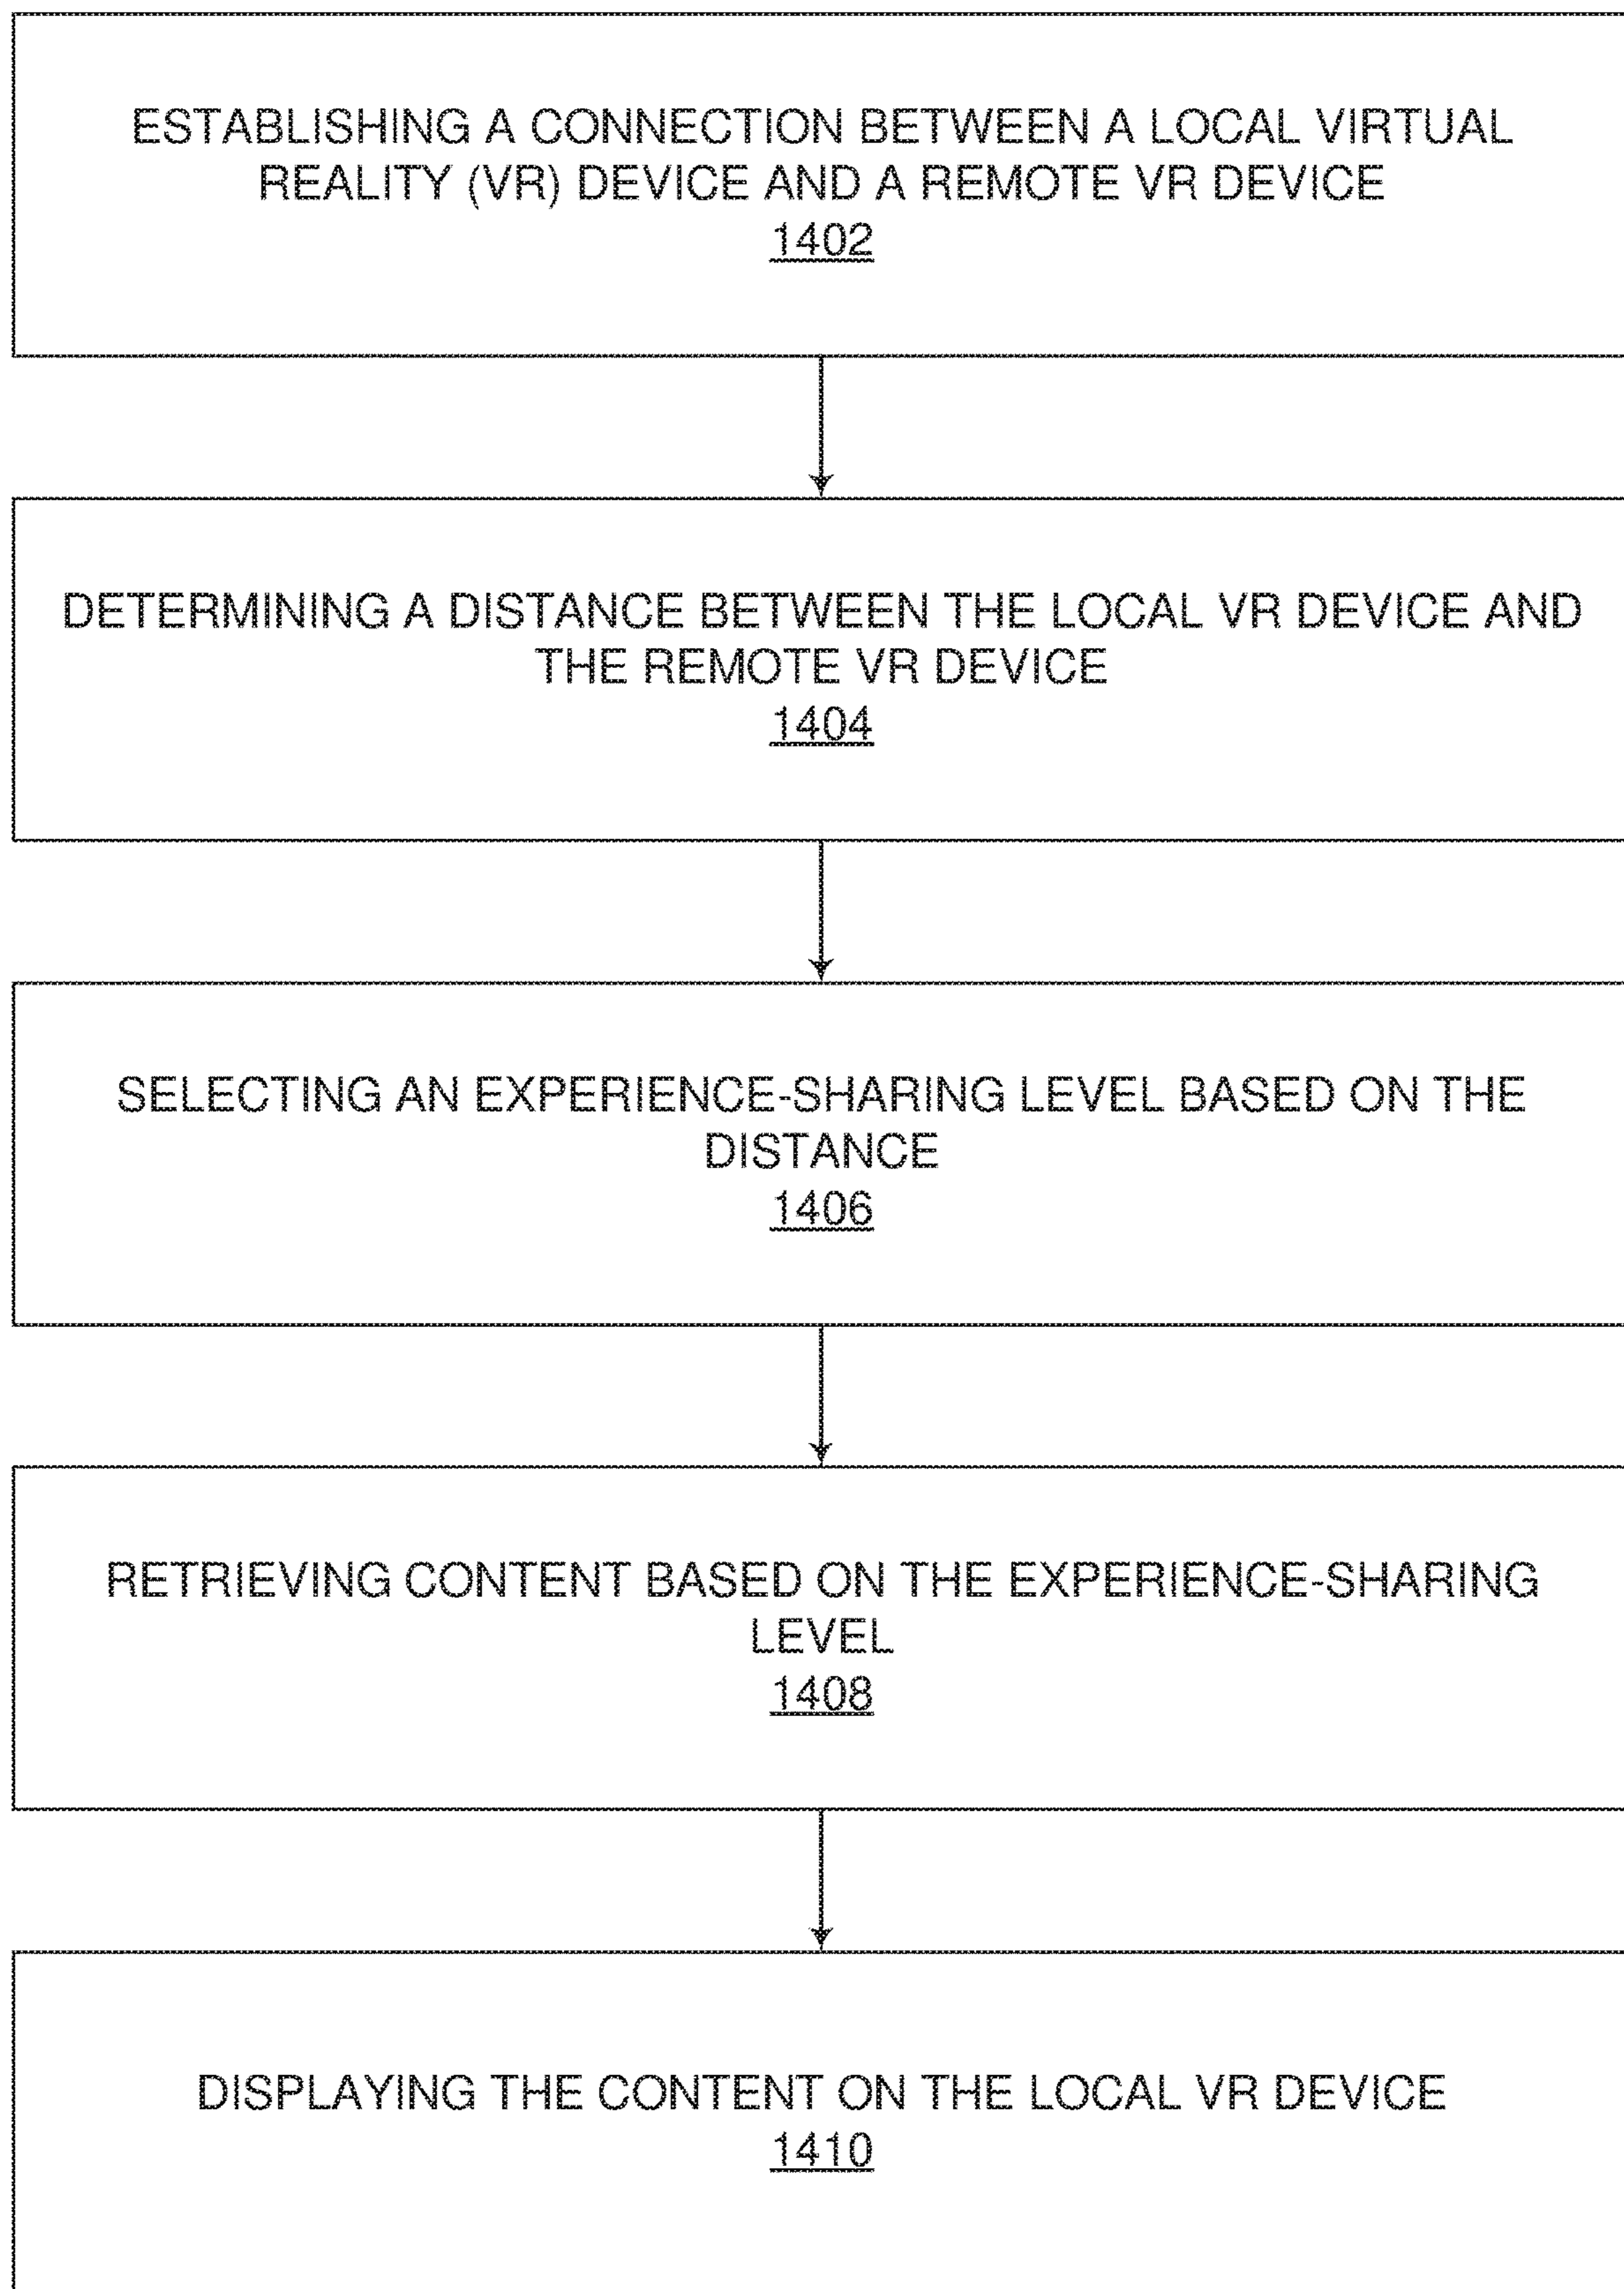 ESTABLISHING A CONNECTION BETWEEN A LOCAL VIRTUAL
REALITY (VR) DEVICE AND A REMOTE VR DEVICE
1402
DETERMINING A DISTANCE BETWEEN THE LOCAL VR DEVICE AND
THE REMOTE VR DEVICE
1404
SELECTING AN EXPERIENCE-SHARING LEVEL BASED ON THE
DISTANCE
1406
RETRIEVING CONTENT BASED ON THE EXPERIENCE-SHARING
LEVEL
1408
DISPLAYING THE CONTENT ON THE LOCAL VR DEVICE
1410